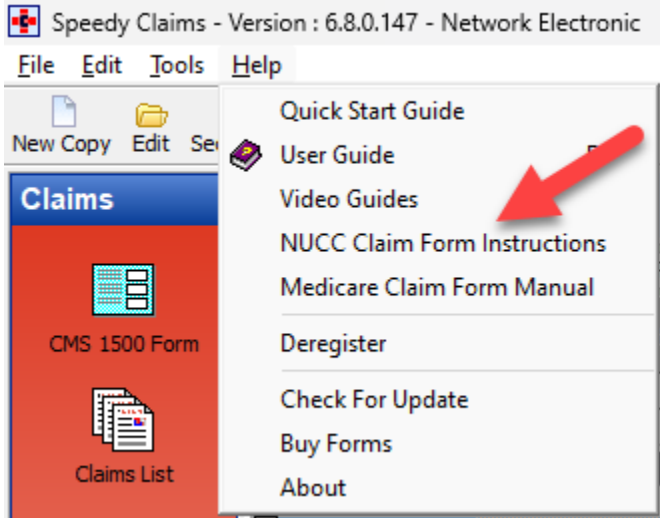 Speedy Claims - Version : 6.8.0.147 - Network Electronic
File Edit Tools Help
New Copy Edit
Claims
CMS 1500 Form
Claims List
Quick Start Guide
User Guide
Video Guides
NUCC Claim Form Instructions
Medicare Claim Form Manual
Deregister
Check For Update
Buy Forms
About